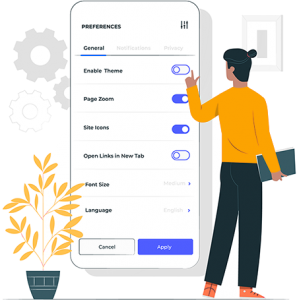 PREFERENCES
General Notifications Privacy
Enable Theme
Page Zoom
Site Icons
Open Links in New Tab
Font Size Medium
Language English
Cancel Apply